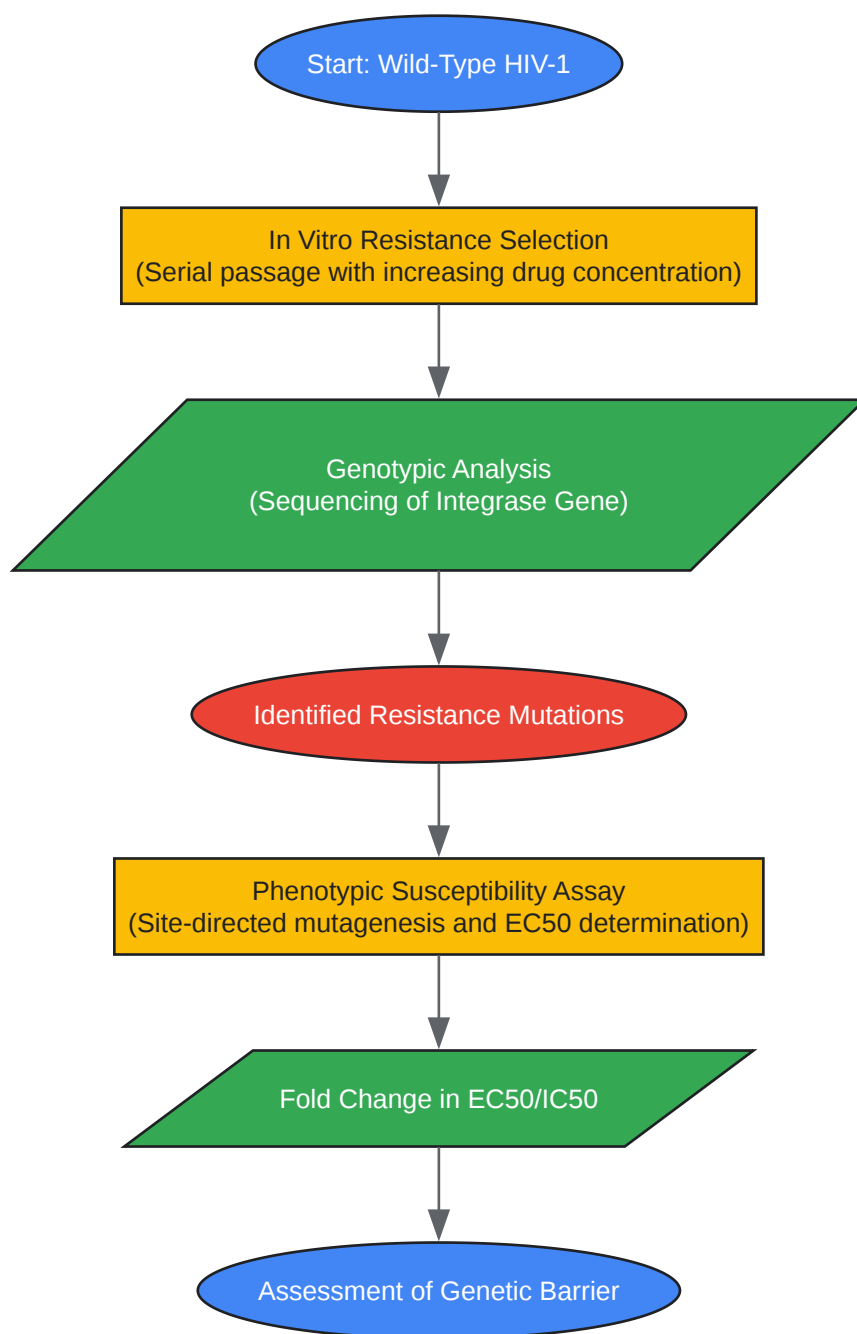 Start: Wild-Type HIV-1
In Vitro Resistance Selection
(Serial passage with increasing drug concentration)
Genotypic Analysis
(Sequencing of Integrase Gene)
Identified Resistance Mutations
Phenotypic Susceptibility Assay
(Site-directed mutagenesis and EC50 determination)
Fold Change in EC50/IC50
Assessment of Genetic Barrier